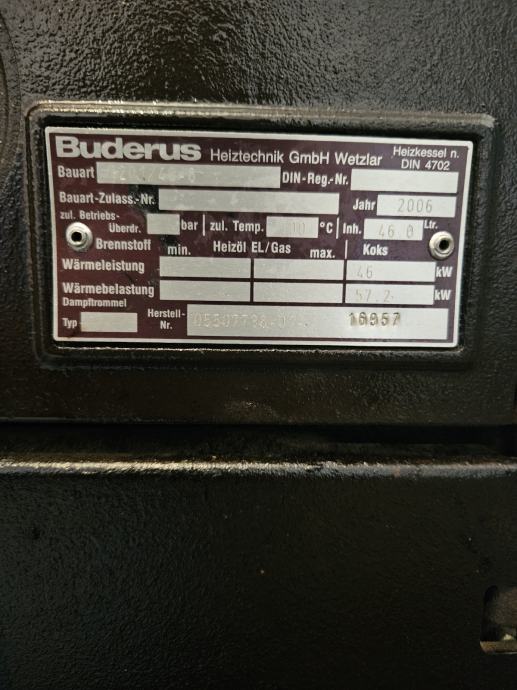 Buderus Heiztechnik GmbH Wetzlar Heizkessel n. DIN 4702
Bauart DIN-Reg.-Nr.
Bauart-Zulass.-Nr. Jahr 2006
zul. Betriebs-Überdr. bar zul. Temp. °C Inh. 46.0 Ltr.
Brennstoff min. Heizöl EL/Gas max. Koks
Wärmeleistung 46 kW
Wärmebelastung 57.2 kW
Dampftrommel
Typ Herstell-Nr. 16957